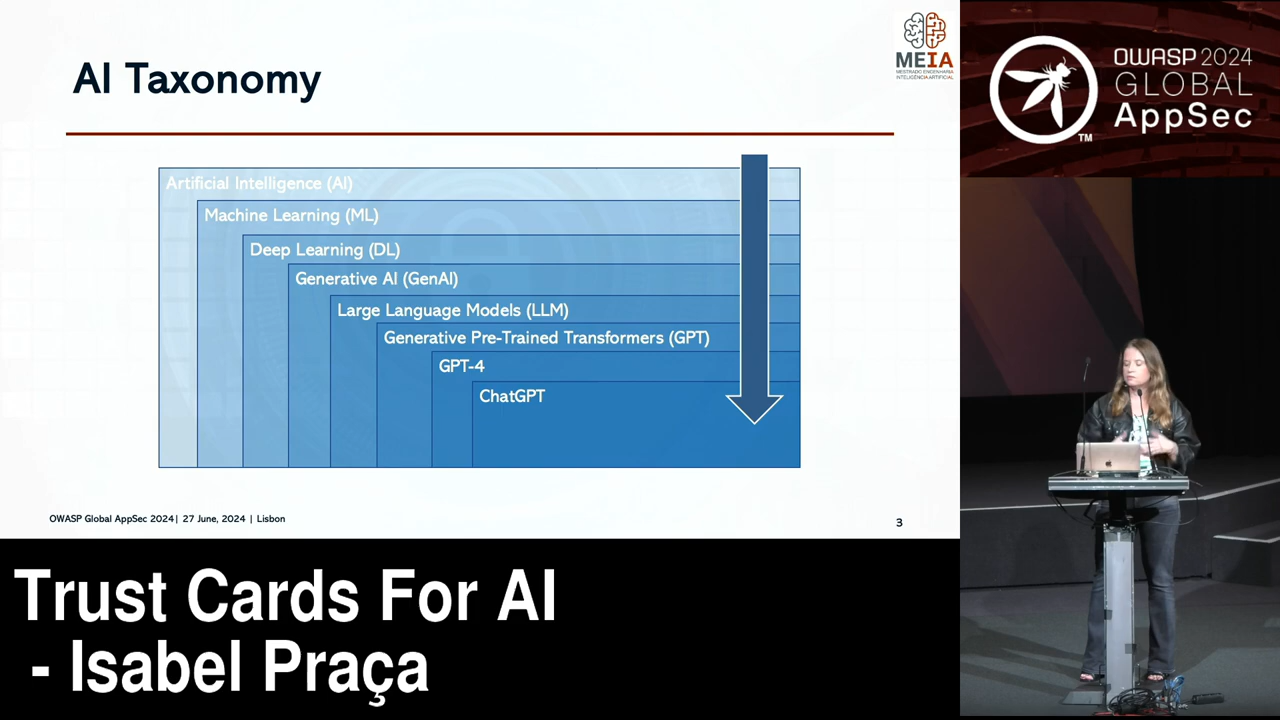 AI Taxonomy
MEIA
MESTRADO ENGENHARIA
INTELIGÊNCIA ARTIFICIAL
Artificial Intelligence (AI)
Machine Learning (ML)
Deep Learning (DL)
Generative AI (GenAI)
Large Language Models (LLM)
Generative Pre-Trained Transformers (GPT)
GPT-4
ChatGPT
OWASP Global AppSec 2024| 27 June, 2024 | Lisbon
3
OWASP 2024
GLOBAL
AppSec
TM
Trust Cards For AI
- Isabel Praça